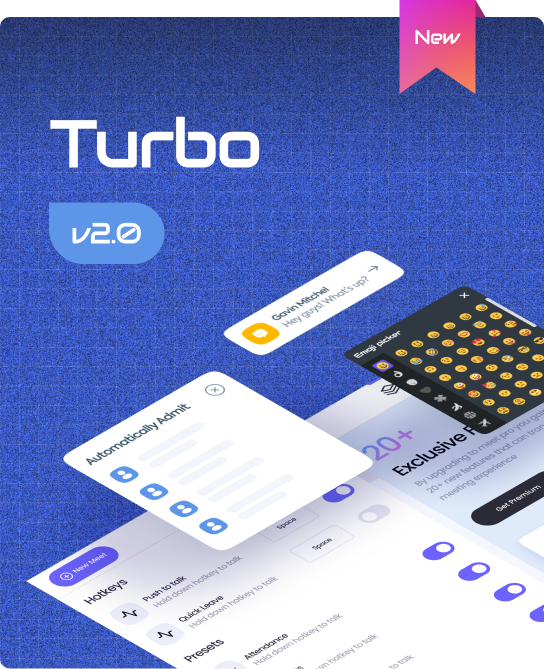 New
Turbo
v2.0
Gavin Mitchel
Hey guys! What's up?
Emoji picker
Automatically Admit
20+
Exclusive
By upgrading to meet pro you
20+ new features that can
meeting experience
Get Premium
New Meet
Hotkeys
Push to talk
Hold down hotkey to talk
Space
Quick Leave
Hold down hotkey to talk
Space
Presets
Attendance
Hold down hotkey to talk